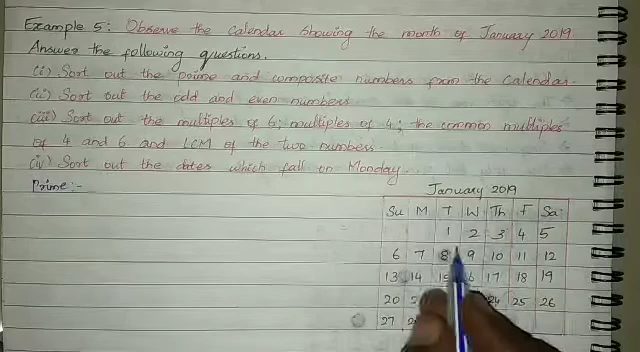 Example 5: Observe the Calendar showing the month of January 2019.
Answer the following questions.
(i) Sort out the prime and composite numbers from the calendar.
(ii) Sort out the odd and even numbers
(iii) Sort out the multiples of 6; multiples of 4; the common multiples
of 4 and 6 and LCM of the two numbers.
(iv) Sort out the dates which fall on Monday.
Prime:-
January 2019
Su M T W Th F Sa
1 2 3 4 5
6 7 8 9 10 11 12
13 14 15 17 18 19
20 24 25 26
27